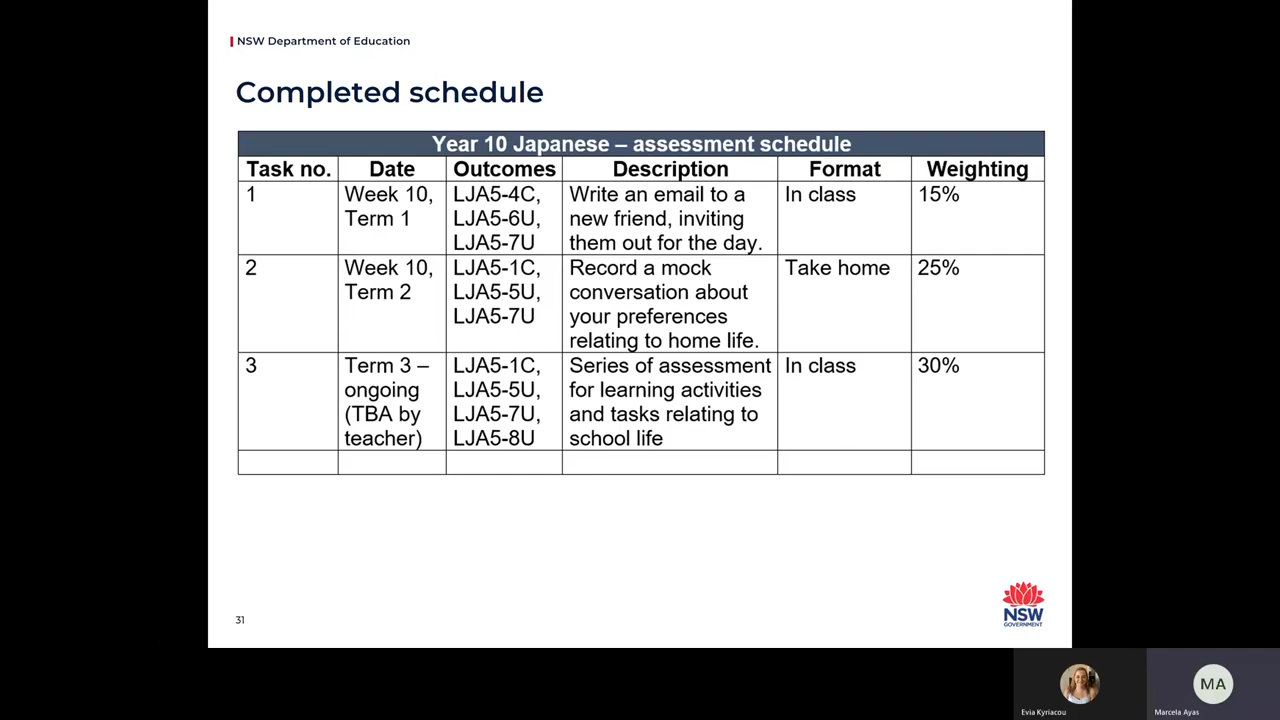 NSW Department of Education
Completed schedule
Year 10 Japanese – assessment schedule
Task no. Date Outcomes Description Format Weighting
1 Week 10, Term 1 LJA5-4C, LJA5-6U, LJA5-7U Write an email to a new friend, inviting them out for the day. In class 15%
2 Week 10, Term 2 LJA5-1C, LJA5-5U, LJA5-7U Record a mock conversation about your preferences relating to home life. Take home 25%
3 Term 3 – ongoing (TBA by teacher) LJA5-1C, LJA5-5U, LJA5-7U, LJA5-8U Series of assessment for learning activities and tasks relating to school life In class 30%
31
NSW
GOVERNMENT
MA
Evia Kyriacou
Marcela Ayas